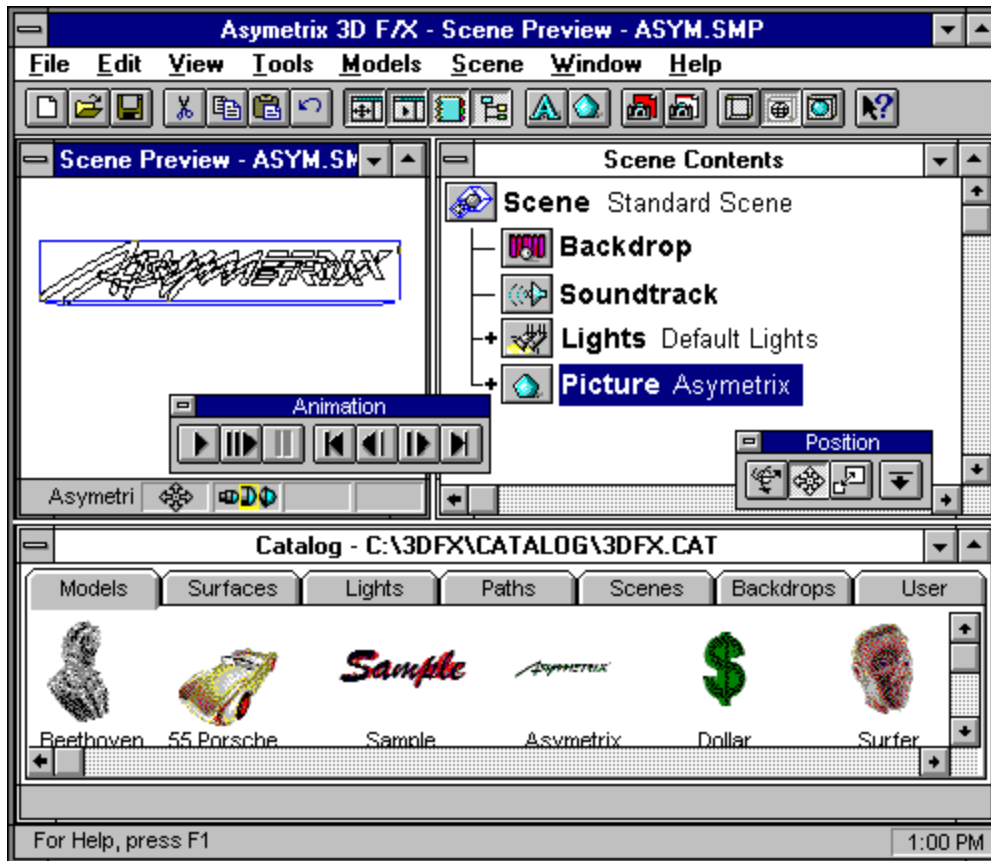 Asymetrix 3D F/X - Scene Preview - ASYM.SMP
File Edit View Tools Models Scene Window Help
Scene Preview - ASYM.SM
Scene Contents
Scene Standard Scene
ASYMETRIX
Backdrop
Soundtrack
Lights Default Lights
Picture Asymetrix
Animation
Position
Asymetri
Catalog - C:\3DFX\CATALOG\3DFX.CAT
Models Surfaces Lights Paths Scenes Backdrops User
Sample ASYMETRIX $
Beethoven 55 Porsche Sample Asymetrix Dollar Surfer
For Help, press F1 1:00 PM